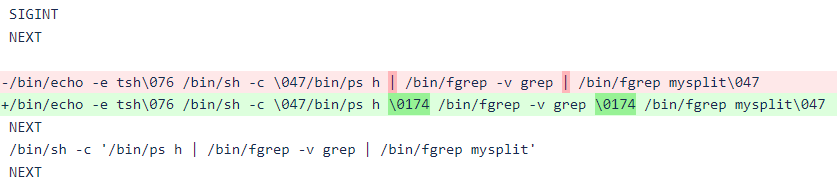 SIGINT
NEXT
-/bin/echo -e tsh\076 /bin/sh -c \047/bin/ps h | /bin/fgrep -v grep | /bin/fgrep mysplit\047
+/bin/echo -e tsh\076 /bin/sh -c \047/bin/ps h \0174 /bin/fgrep -v grep \0174 /bin/fgrep mysplit\047
NEXT
/bin/sh -c '/bin/ps h | /bin/fgrep -v grep | /bin/fgrep mysplit'
NEXT